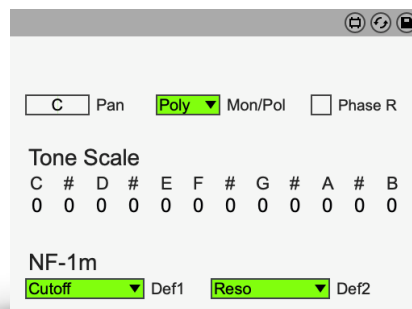 C Pan Poly Mon/Pol Phase R
Tone Scale
C # D # E F # G # A # B
0 0 0 0 0 0 0 0 0 0 0 0
NF-1m
Cutoff Def1 Reso Def2